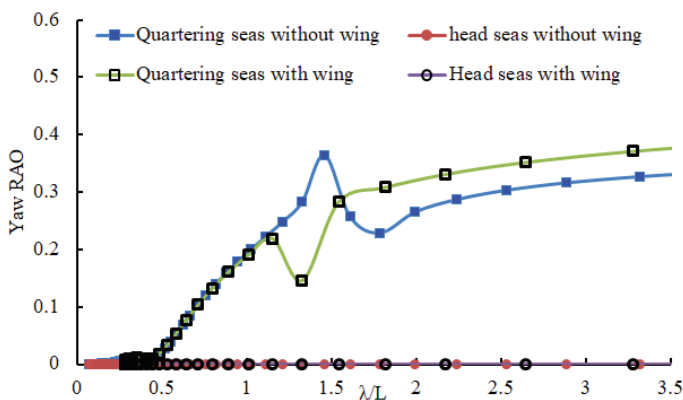 0.6
Quartering seas without wing
head seas without wing
0.5
Quartering seas with wing
Head seas with wing
0.4
0.3
0.2
0.1
0
Yaw RAO
0 0.5 1 1.5 2 2.5 3 3.5
λ/L